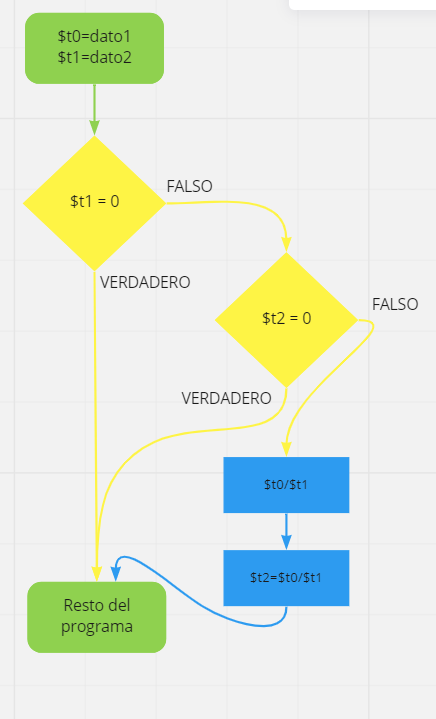 $t0=dato1
$t1=dato2
$t1 = 0
FALSO
VERDADERO
$t2 = 0
FALSO
VERDADERO
$t0/$t1
$t2=$t0/$t1
Resto del
programa